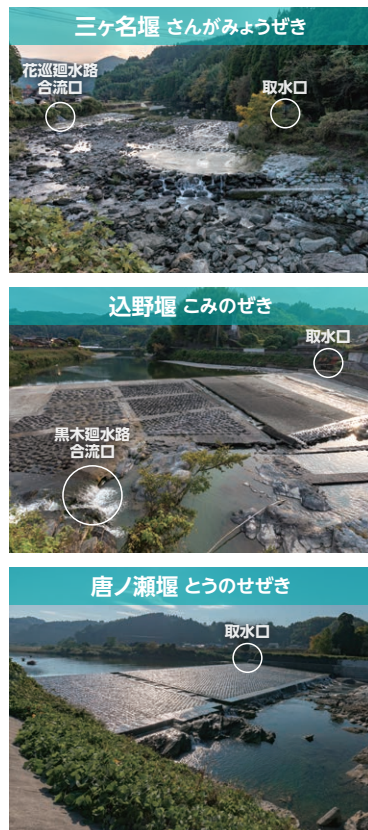 三ヶ名堰 さんがみょうぜき
花巡廻水路
合流口
取水口
込野堰 こみのぜき
取水口
黒木廻水路
合流口
唐ノ瀬堰 とうのせぜき
取水口